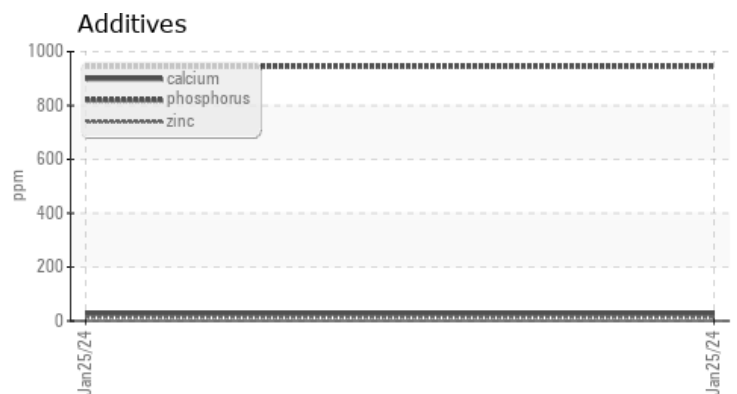 Additives
1000
calcium
phosphorus
zinc
800
600
400
200
0
ppm
Jan25/24
Jan25/24